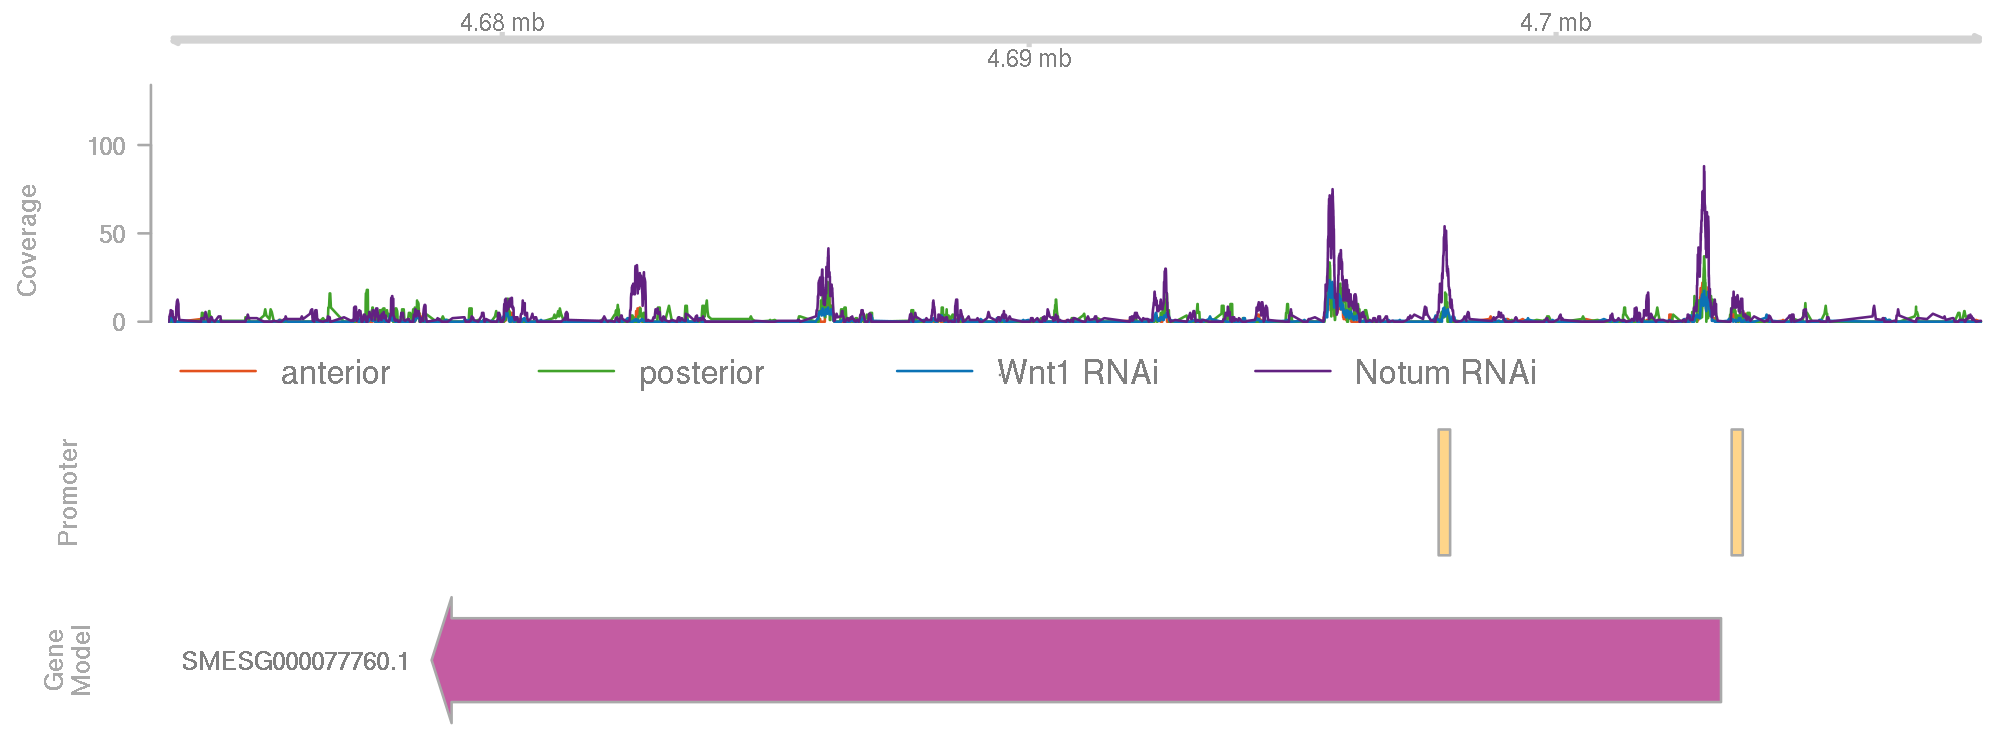 4.68 mb
4.7 mb
4.69 mb
Coverage
100
50
0
anterior
posterior
Wnt1 RNAi
Notum RNAi
Promoter
Gene
Model
SMESG000077760.1